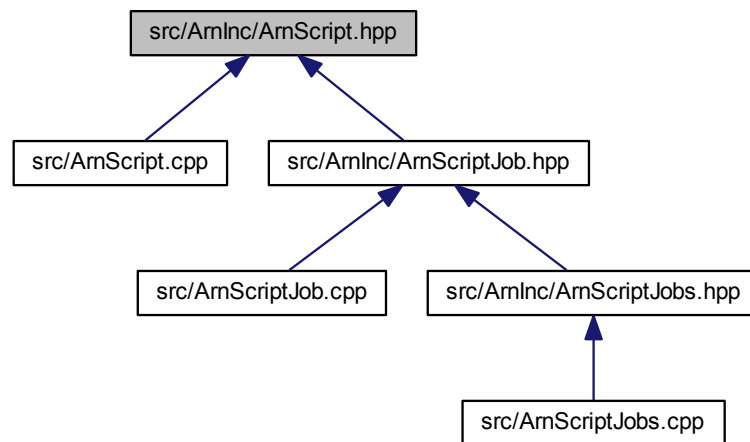 src/ArnInc/ArnScript.hpp
src/ArnScript.cpp
src/ArnInc/ArnScriptJob.hpp
src/ArnScriptJob.cpp
src/ArnInc/ArnScriptJobs.hpp
src/ArnScriptJobs.cpp